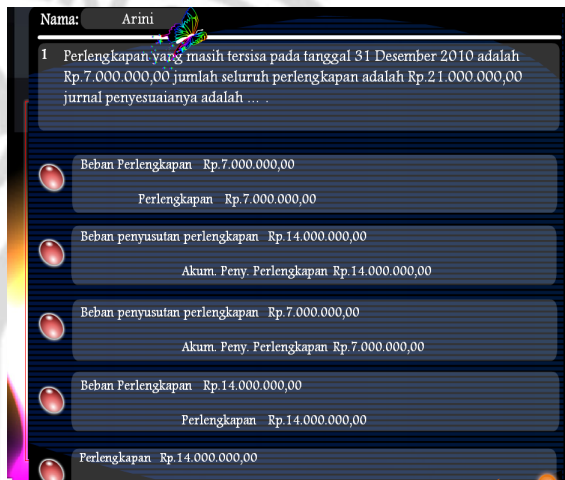 Nama: Arini
1 Perlengkapan yang masih tersisa pada tanggal 31 Desember 2010 adalah
Rp.7.000.000,00 jumlah seluruh perlengkapan adalah Rp.21.000.000,00
jurnal penyesuaianya adalah ... .
Beban Perlengkapan Rp.7.000.000,00
Perlengkapan Rp.7.000.000,00
Beban penyusutan perlengkapan Rp.14.000.000,00
Akum. Peny. Perlengkapan Rp.14.000.000,00
Beban penyusutan perlengkapan Rp.7.000.000,00
Akum. Peny. Perlengkapan Rp.7.000.000,00
Beban Perlengkapan Rp.14.000.000,00
Perlengkapan Rp.14.000.000,00
Perlengkapan Rp.14.000.000,00